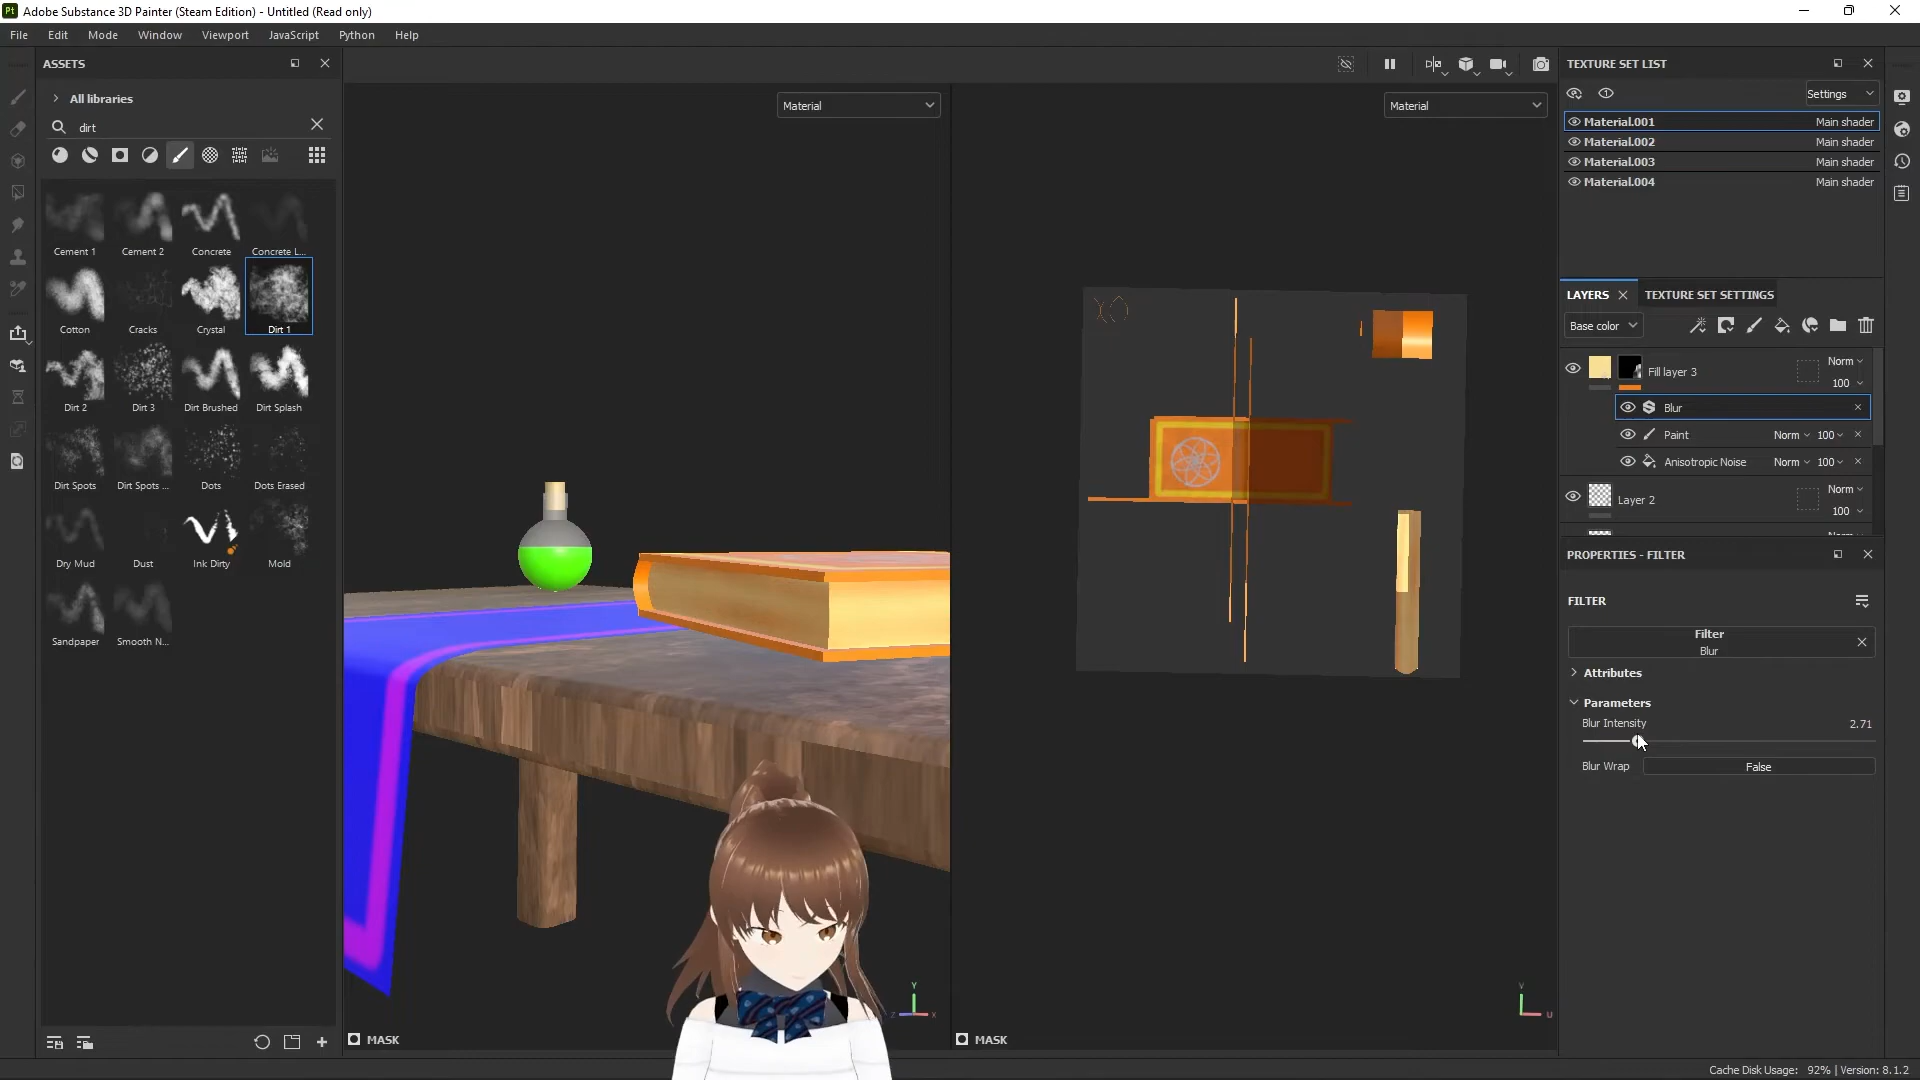 Pt Adobe Substance 3D Painter (Steam Edition) - Untitled (Read only)
File Edit Mode Window Viewport JavaScript Python Help
ASSETS
All libraries
dirt
Cement 1 Cement 2 Concrete Concrete L...
Cotton Cracks Crystal Dirt 1
Dirt 2 Dirt 3 Dirt Brushed Dirt Splash
Dirt Spots Dirt Spots ... Dots Dots Erased
Dry Mud Dust Ink Dirty Mold
Sandpaper Smooth N...
Material
Y
Z X
MASK
Material
V
U
MASK
TEXTURE SET LIST
Settings
Material.001 Main shader
Material.002 Main shader
Material.003 Main shader
Material.004 Main shader
LAYERS TEXTURE SET SETTINGS
Base color
Fill layer 3 Norm
100
Blur
Paint Norm 100
Anisotropic Noise Norm 100
Layer 2 Norm
100
PROPERTIES - FILTER
FILTER
Filter
Blur
Attributes
Parameters
Blur Intensity 2.71
Blur Wrap False
Cache Disk Usage: 92% | Version: 8.1.2